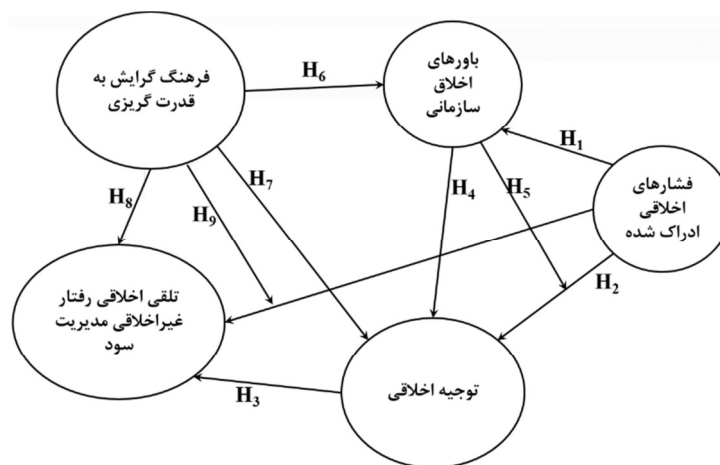 فرهنگ گرایش به
قدرت گریزی
باورهای
اخلاق
سازمانی
فشارهای
اخلاقی
ادراک شده
تلقی اخلاقی رفتار
غیراخلاقی مدیریت
سود
توجیه اخلاقی
H₆
H₁
H₇
H₄
H₅
H₈
H₉
H₂
H₃